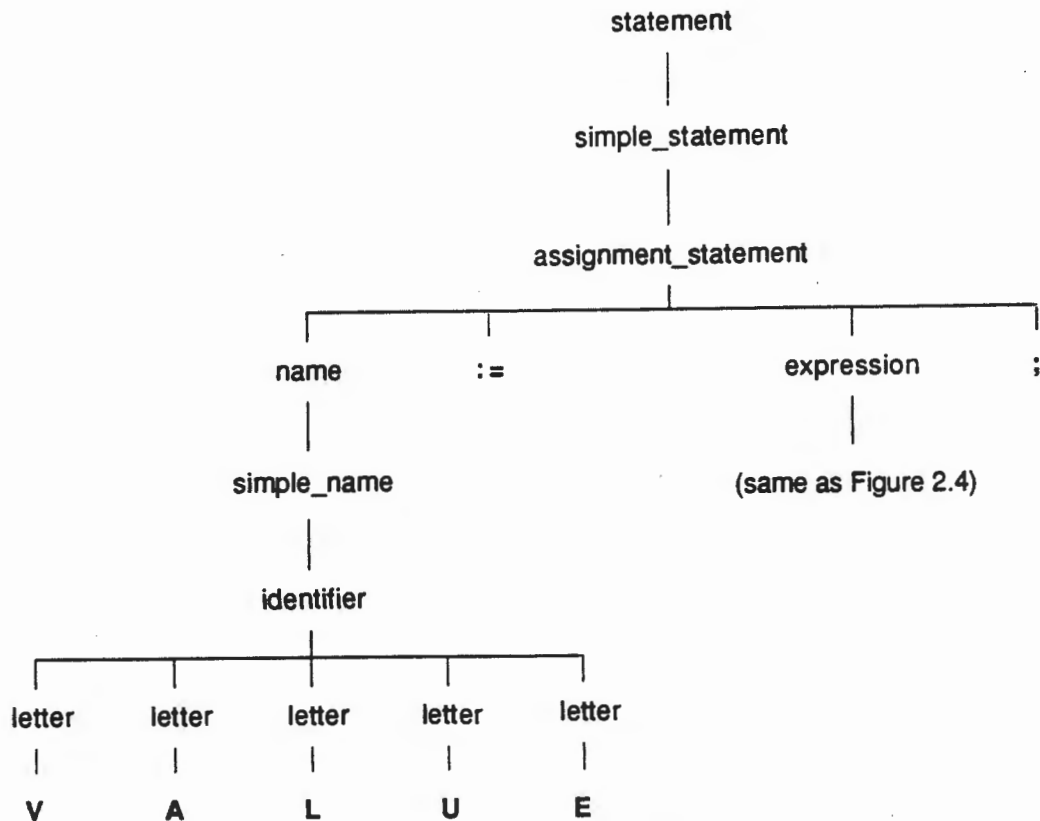 statement
simple_statement
assignment_statement
name := expression ;
simple_name (same as Figure 2.4)
identifier
letter letter letter letter letter
V A L U E